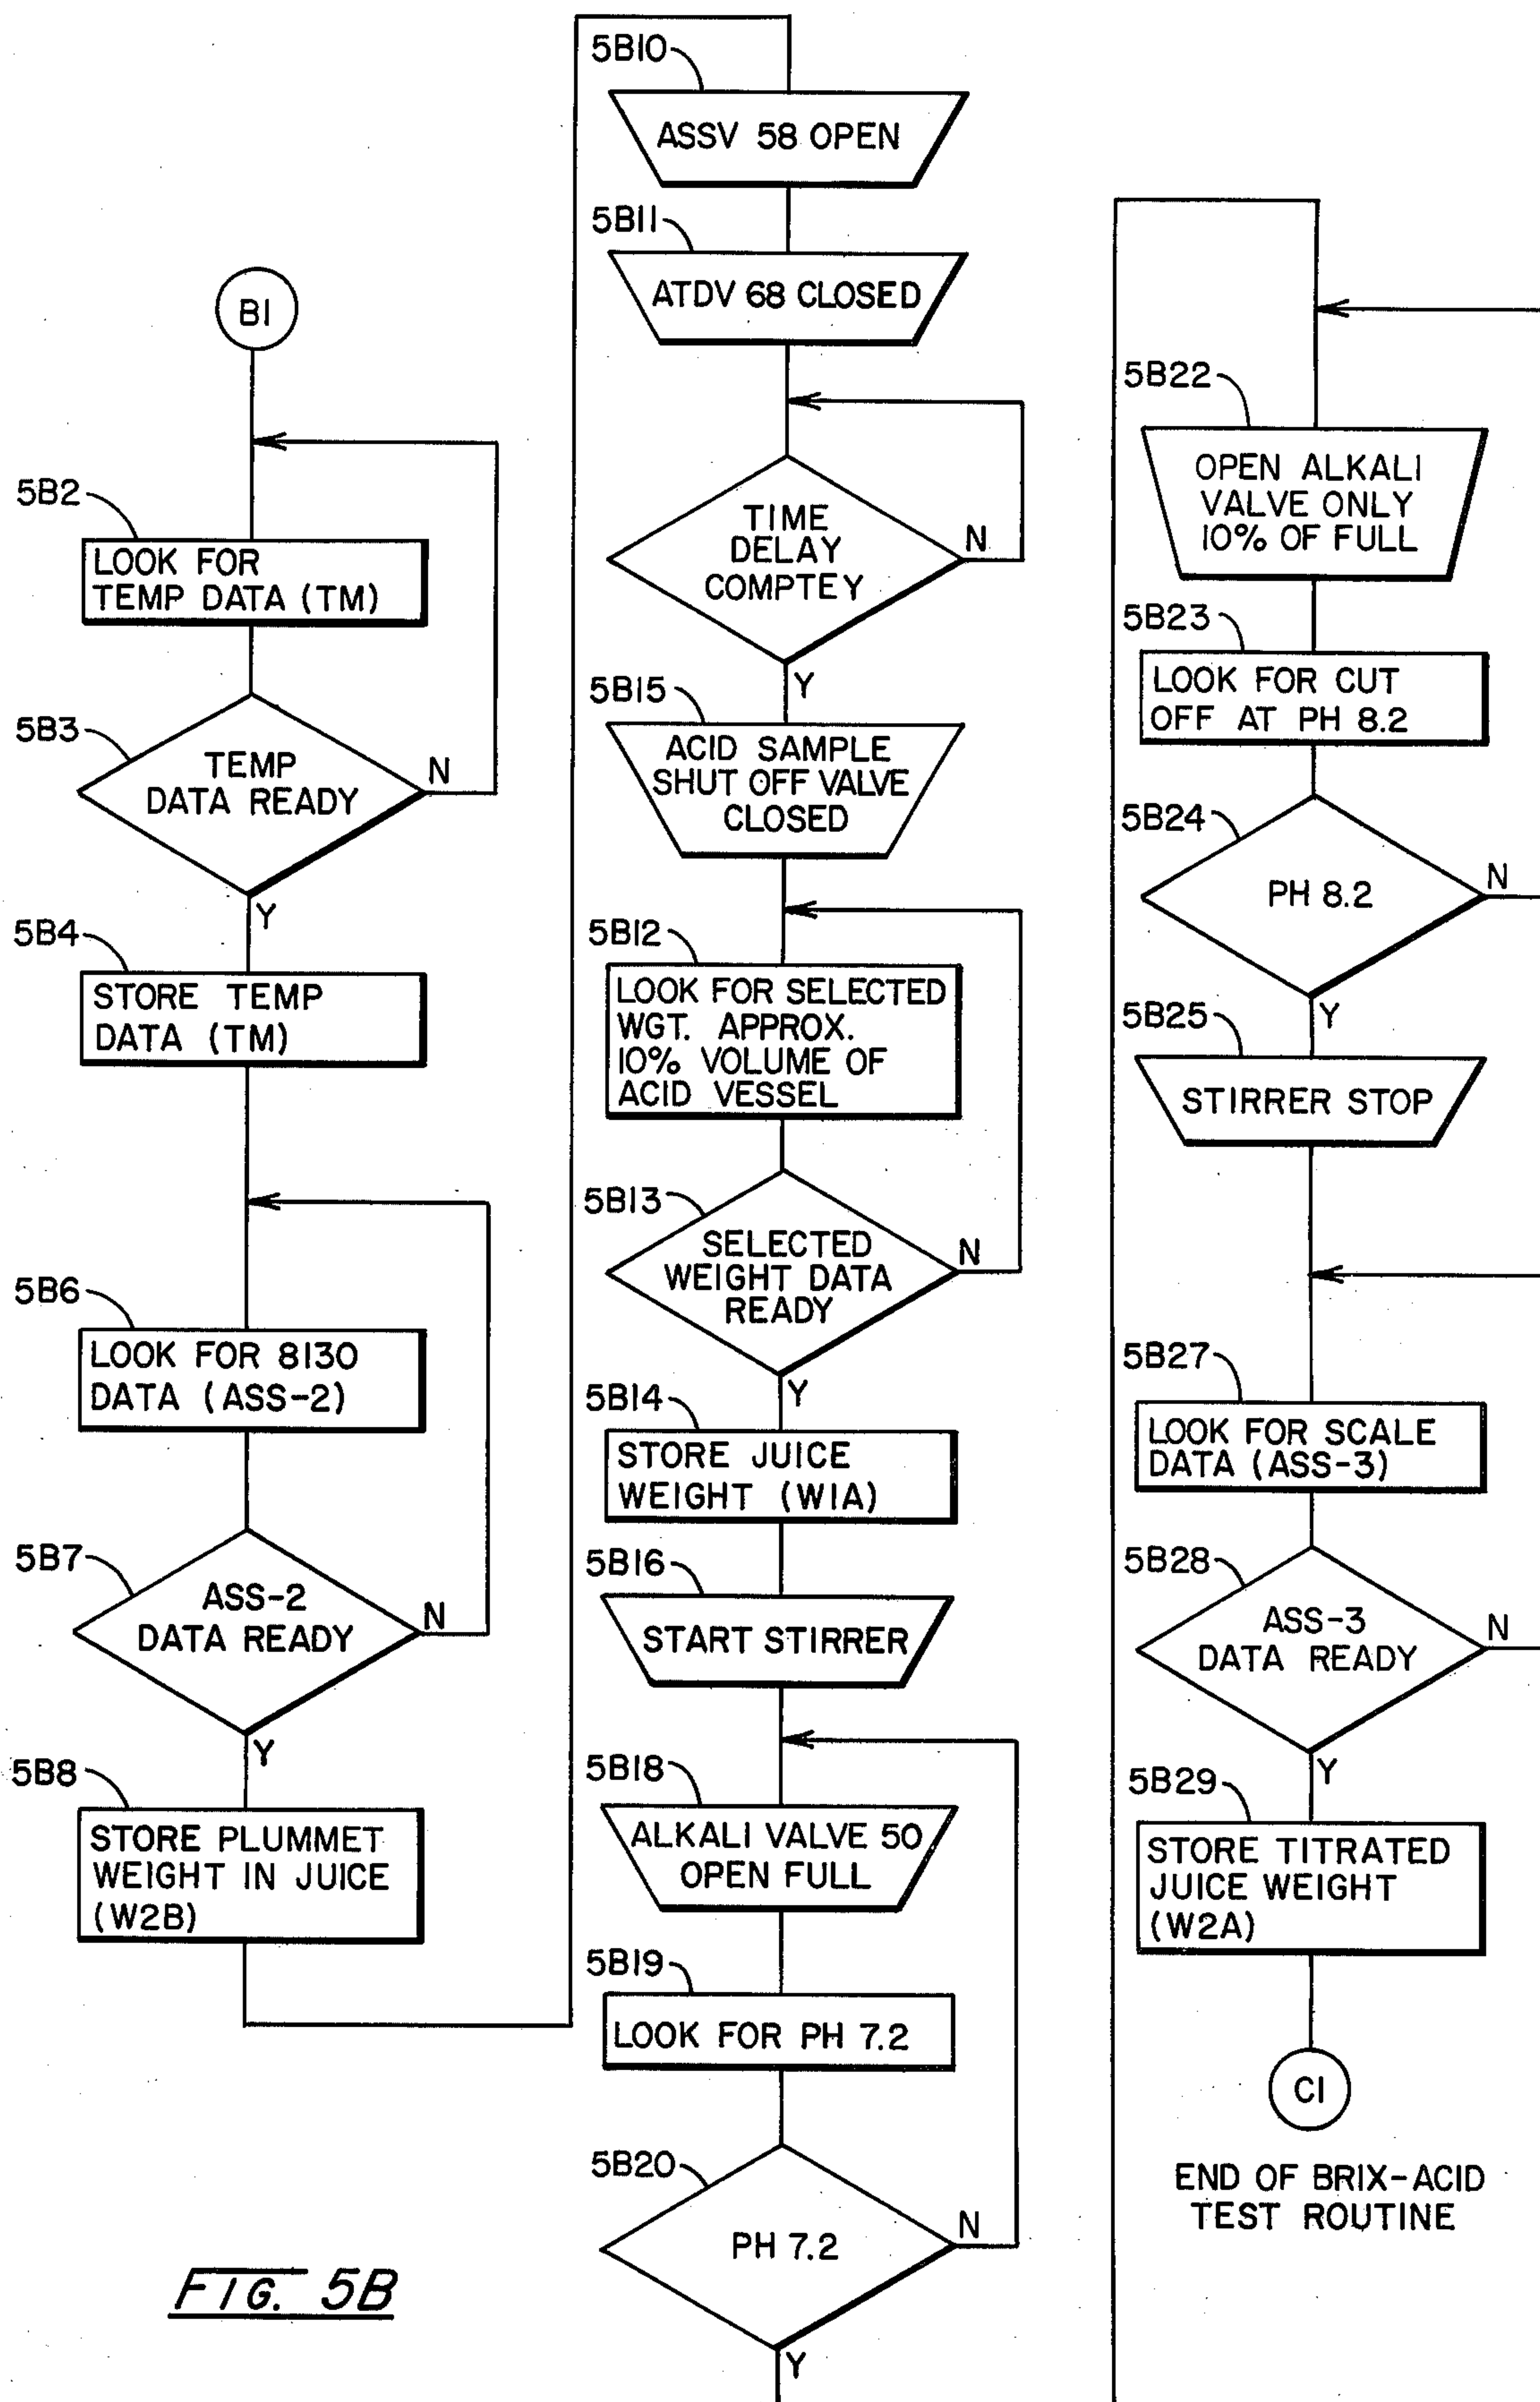 B1
5B2
LOOK FOR
TEMP DATA (TM)
5B3
TEMP
DATA READY
N
Y
5B4
STORE TEMP
DATA (TM)
5B6
LOOK FOR 8130
DATA (ASS-2)
5B7
ASS-2
DATA READY
N
Y
5B8
STORE PLUMMET
WEIGHT IN JUICE
(W2B)
5B10
ASSV 58 OPEN
5B11
ATDV 68 CLOSED
TIME
DELAY
COMPTEY
N
Y
5B15
ACID SAMPLE
SHUT OFF VALVE
CLOSED
5B12
LOOK FOR SELECTED
WGT. APPROX.
10% VOLUME OF
ACID VESSEL
5B13
SELECTED
WEIGHT DATA
READY
N
Y
5B14
STORE JUICE
WEIGHT (W1A)
5B16
START STIRRER
5B18
ALKALI VALVE 50
OPEN FULL
5B19
LOOK FOR PH 7.2
5B20
PH 7.2
N
Y
5B22
OPEN ALKALI
VALVE ONLY
10% OF FULL
5B23
LOOK FOR CUT
OFF AT PH 8.2
5B24
PH 8.2
N
Y
5B25
STIRRER STOP
5B27
LOOK FOR SCALE
DATA (ASS-3)
5B28
ASS-3
DATA READY
N
Y
5B29
STORE TITRATED
JUICE WEIGHT
(W2A)
C1
END OF BRIX-ACID
TEST ROUTINE
FIG. 5B